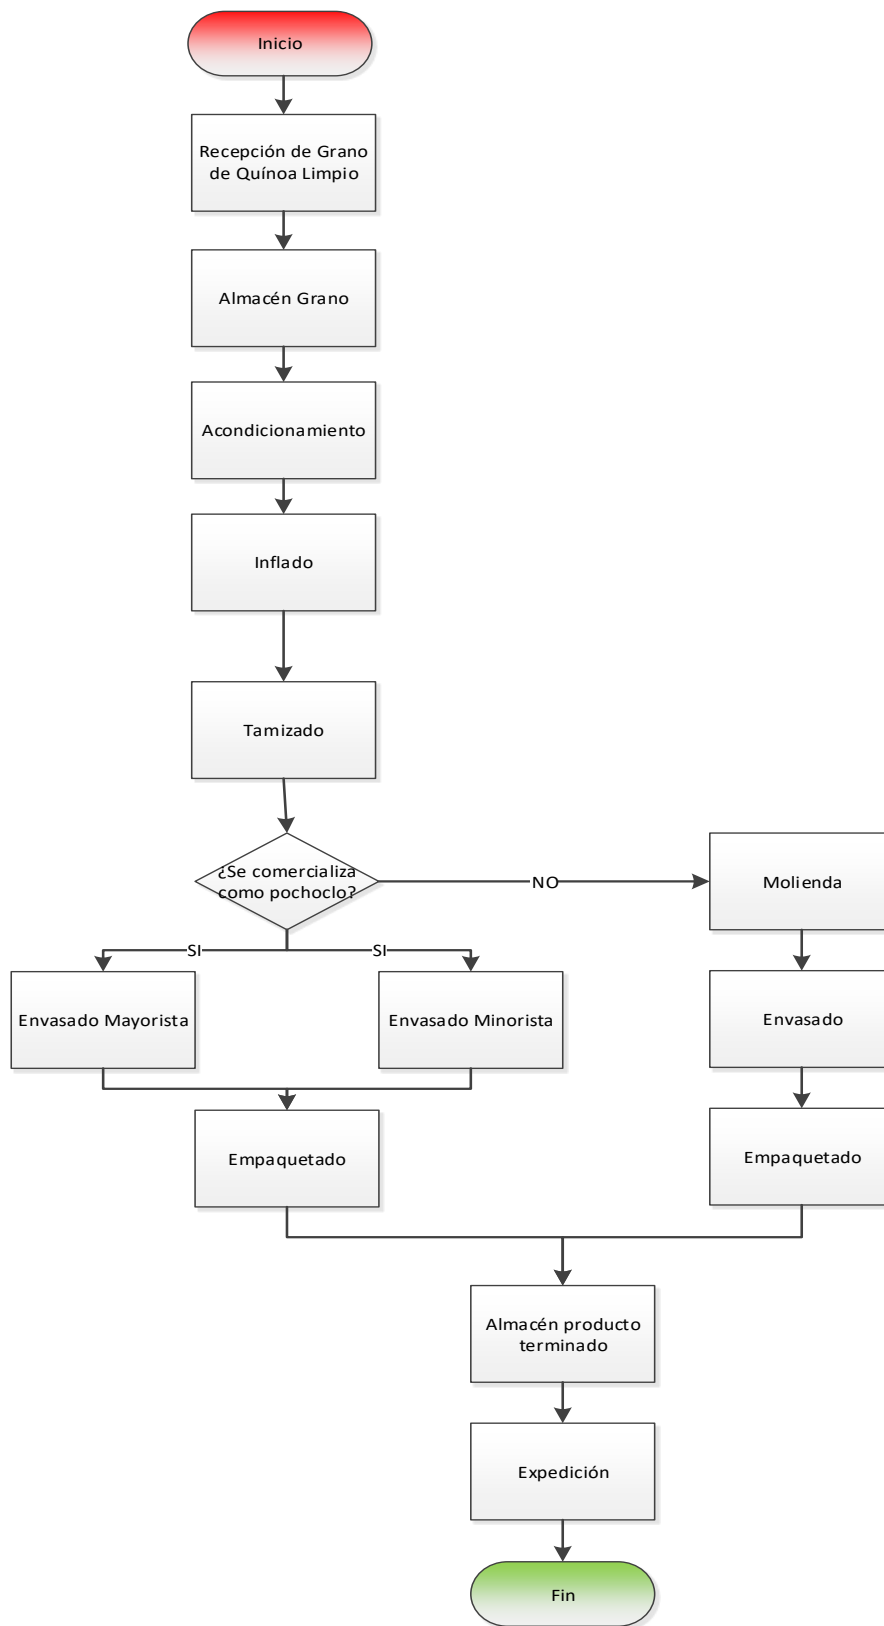 Inicio
Recepción de Grano
de Quínoa Limpio
Almacén Grano
Acondicionamiento
Inflado
Tamizado
¿Se comercializa
como pochoclo?
NO
Molienda
SI
SI
Envasado Mayorista
Envasado Minorista
Envasado
Empaquetado
Empaquetado
Almacén producto
terminado
Expedición
Fin